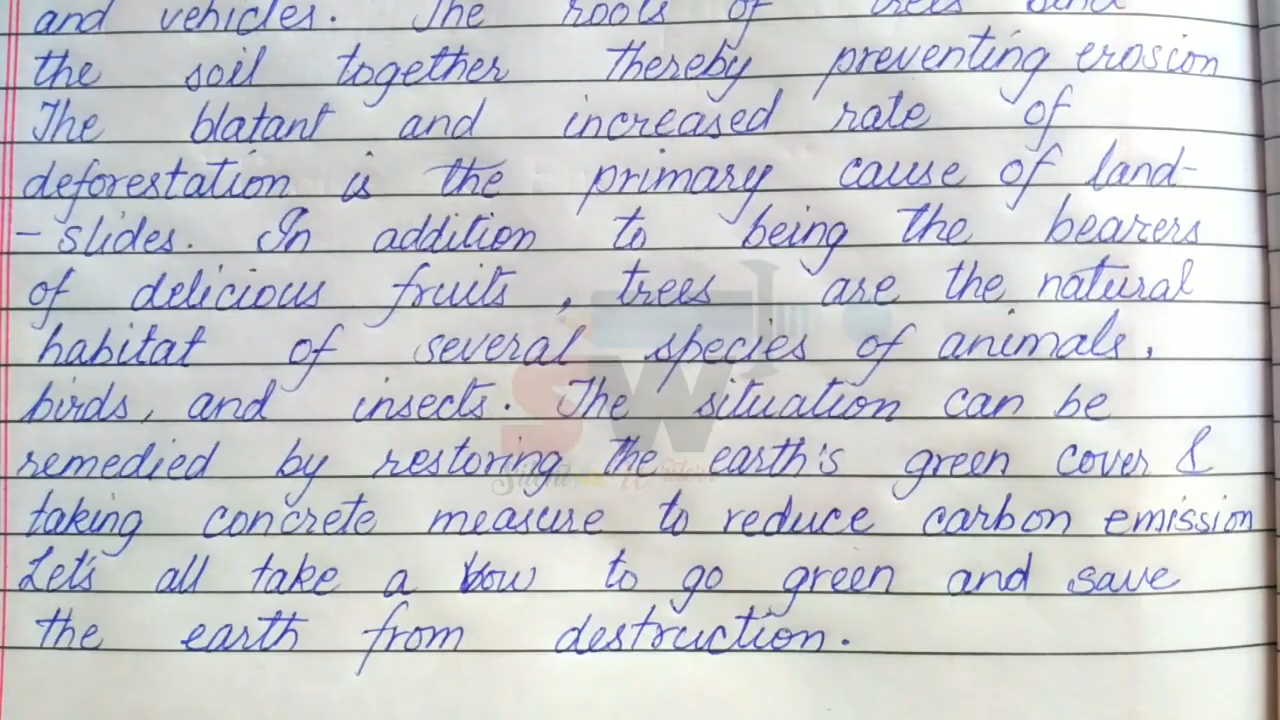 and vehicles. The roots of trees bind
the soil together thereby preventing erosion
The blatant and increased rate of
deforestation is the primary cause of land-
-slides. In addition to being the bearers
of delicious fruits, trees are the natural
habitat of several species of animals,
birds, and insects. The situation can be
remedied by restoring the earth's green cover &
taking concrete measure to reduce carbon emission
Let's all take a vow to go green and save
the earth from destruction.
SW